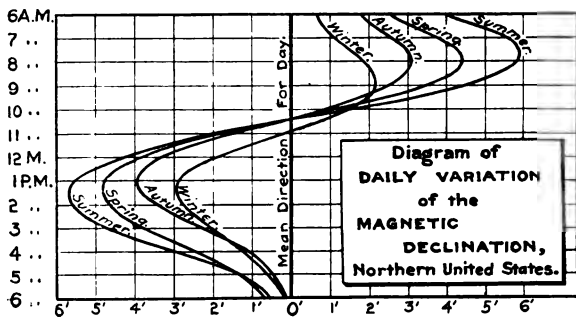 6 A.M.
7 ..
8 ..
9 ..
10 ..
11 ..
12 M.
1 P.M.
2 ..
3 ..
4 ..
5 ..
6 ..
Winter.
Autumn.
Spring.
Summer.
Mean Direction For Day.
Summer.
Spring.
Autumn.
Winter.
Diagram of
DAILY VARIATION
of the
MAGNETIC
DECLINATION,
Northern United States.
6' 5' 4' 3' 2' 1' 0' 1' 2' 3' 4' 5' 6'